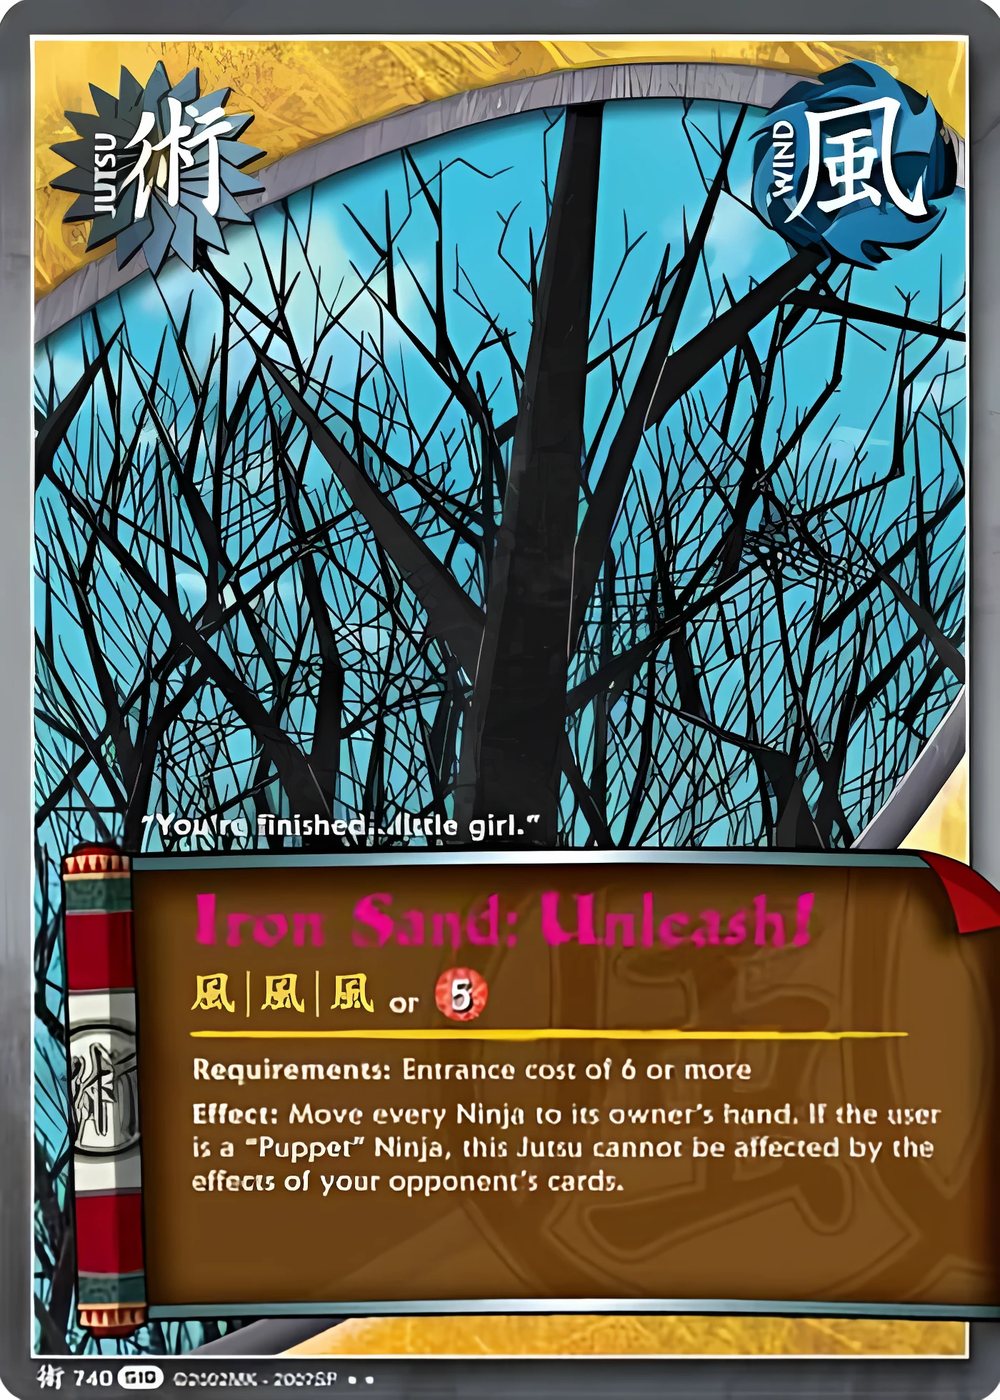 JUTSU 術
WIND 風
"You're finished...little girl."
Iron Sand: Unleash!
風|風|風 or 5
Requirements: Entrance cost of 6 or more
Effect: Move every Ninja to its owner's hand. If the user
is a "Puppet" Ninja, this Jutsu cannot be affected by the
effects of your opponent's cards.
術
術 740